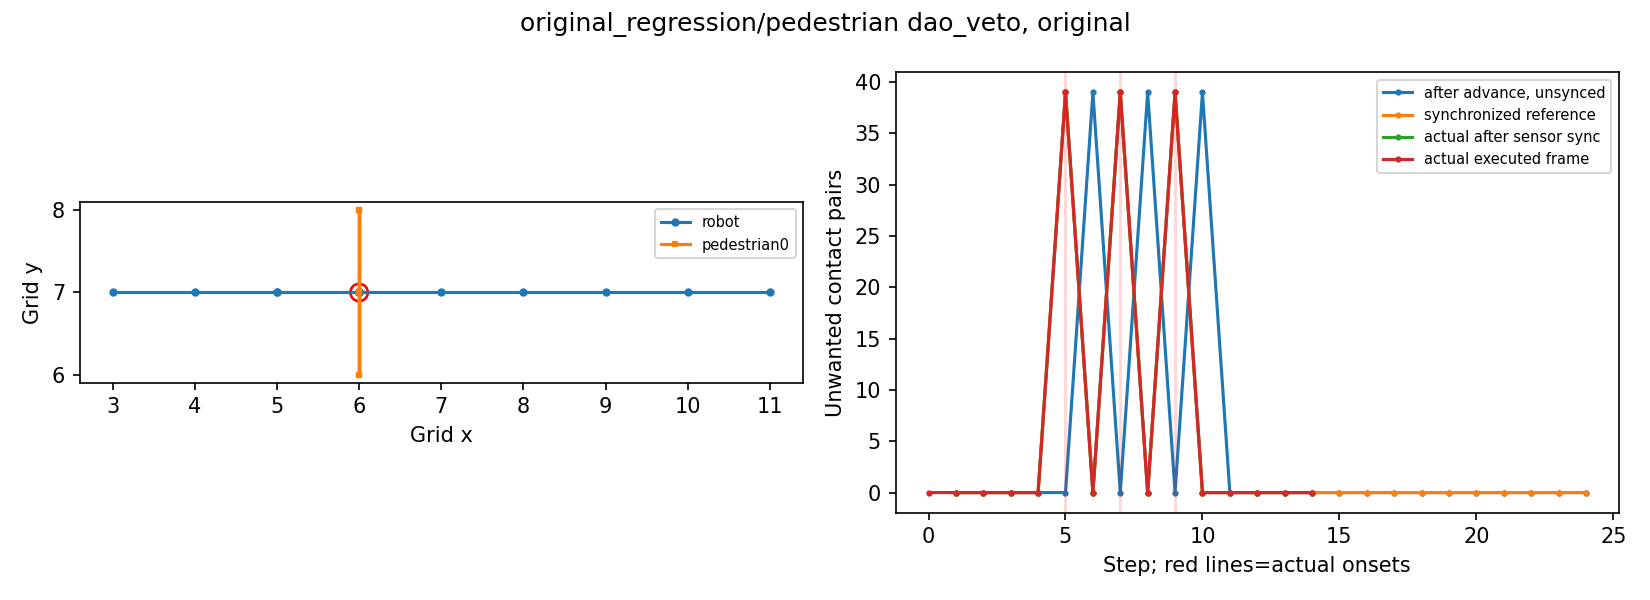 original_regression/pedestrian dao_veto, original
8
7
6
Grid y
3 4 5 6 7 8 9 10 11
Grid x
robot
pedestrian0
40
35
30
25
20
15
10
5
0
Unwanted contact pairs
0 5 10 15 20 25
Step; red lines=actual onsets
after advance, unsynced
synchronized reference
actual after sensor sync
actual executed frame